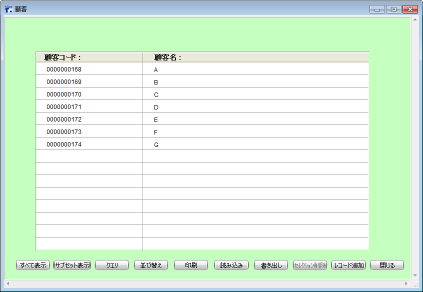 顧客
顧客コード： 顧客名：
0000000168 A
0000000169 B
0000000170 C
0000000171 D
0000000172 E
0000000173 F
0000000174 G
すべて表示 サブセット表示 クエリ 並び替え 印刷 読み込み 書き出し レコード追加 閉じる